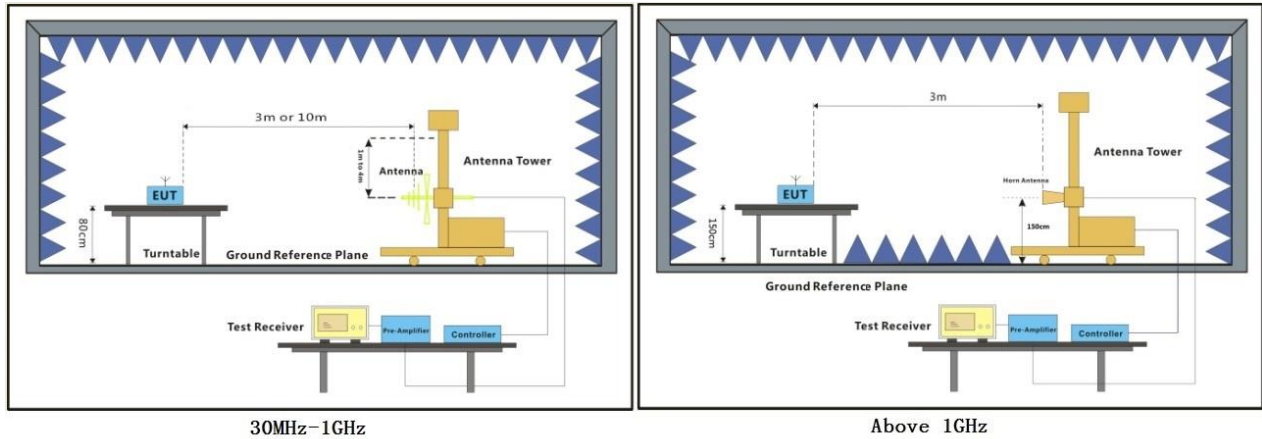 3m or 10m
1m to 4m
Antenna
Antenna Tower
EUT
80cm
Turntable
Ground Reference Plane
Test Receiver
Pre-Amplifier
Controller
30MHz-1GHz
3m
Antenna Tower
Horn Antenna
EUT
150cm
150cm
Turntable
Ground Reference Plane
Test Receiver
Pre-Amplifier
Controller
Above 1GHz